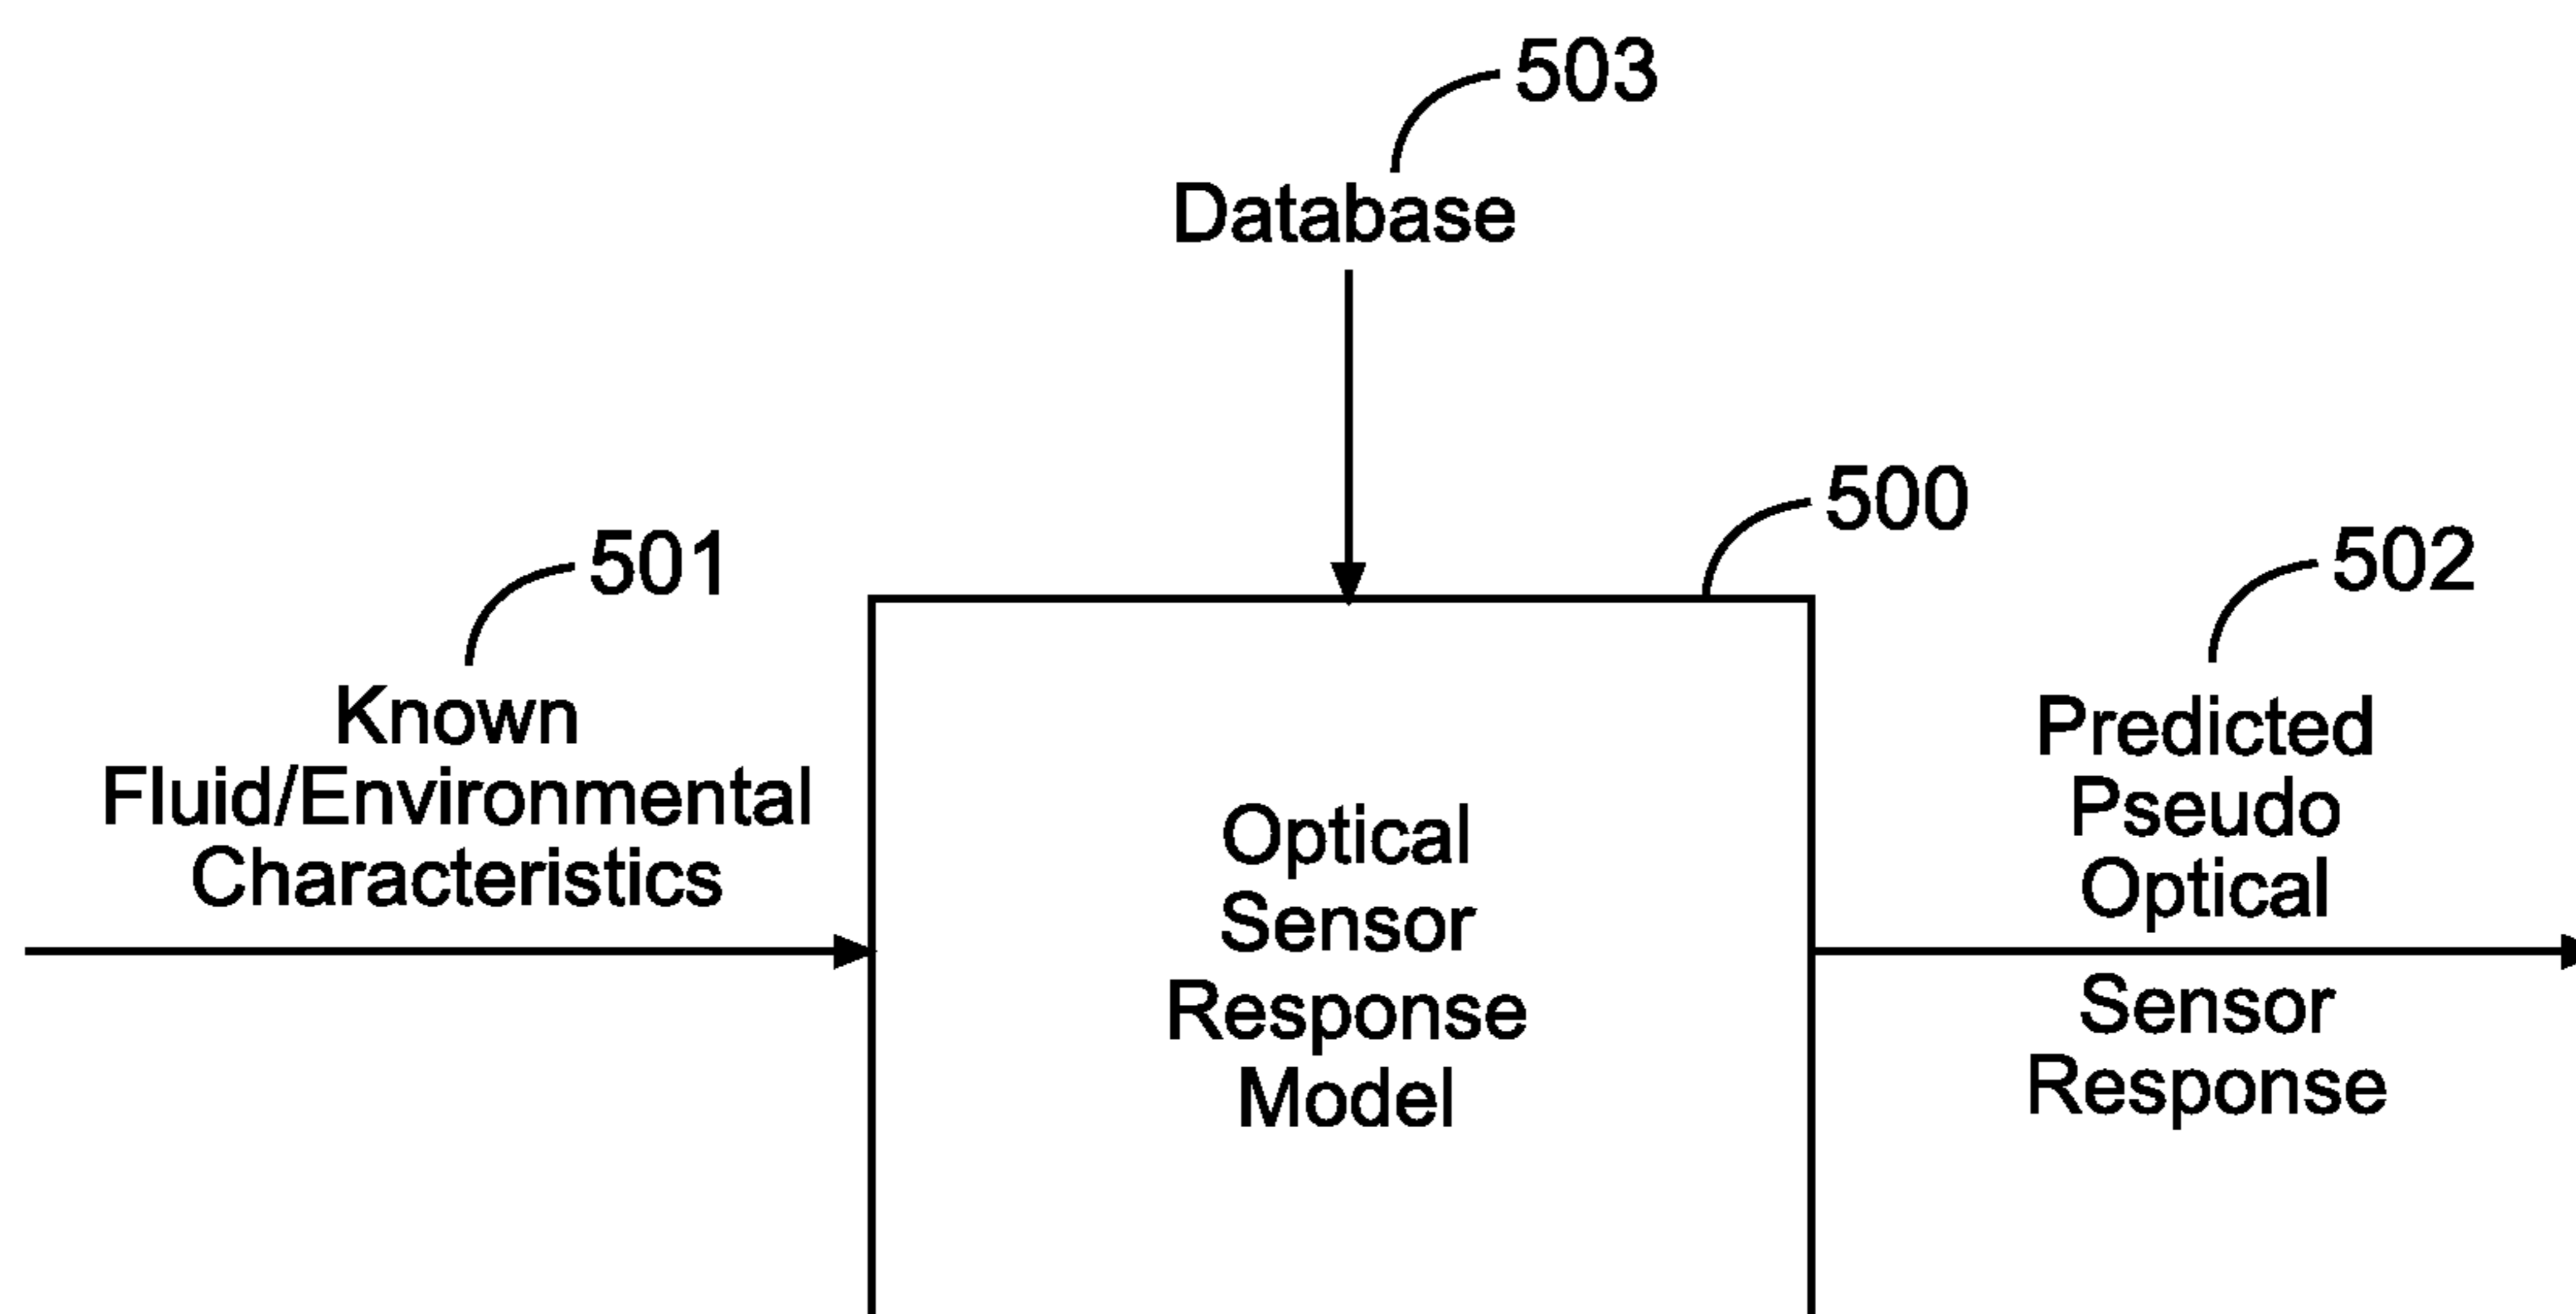 503
Database
500
501
502
Known
Fluid/Environmental
Characteristics
Optical
Sensor
Response
Model
Predicted
Pseudo
Optical
Sensor
Response